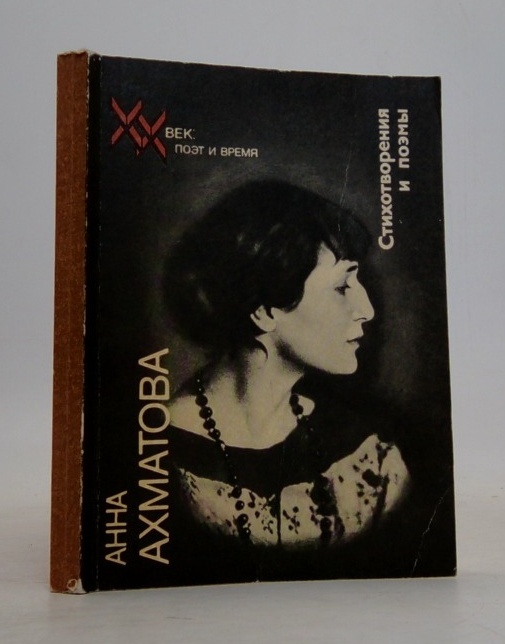 XX ВЕК:
ПОЭТ И ВРЕМЯ
Стихотворения
и поэмы
АННА
АХМАТОВА